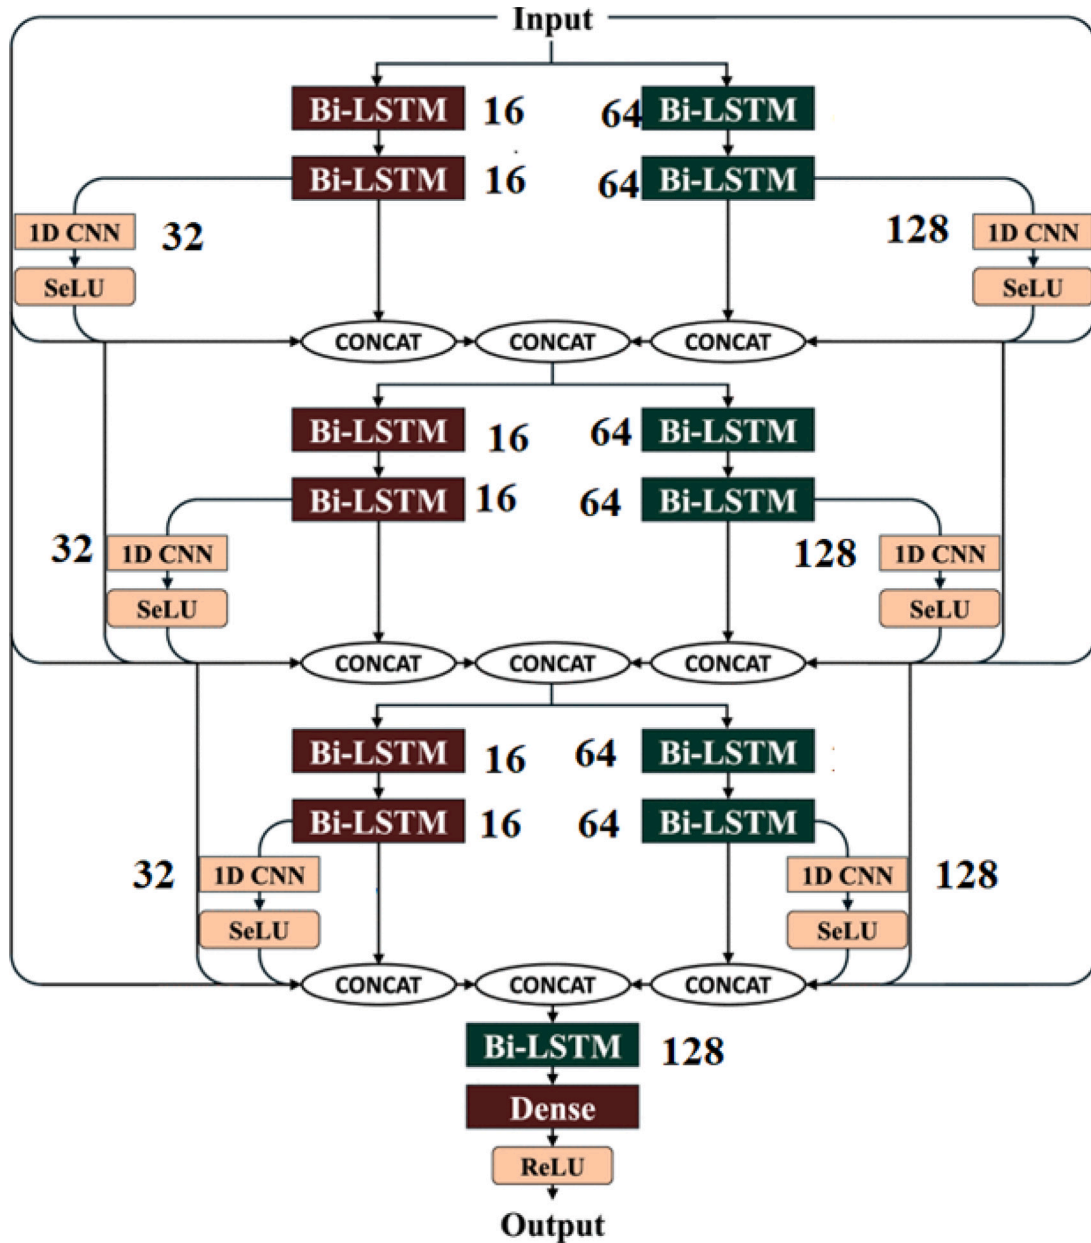 Input
Bi-LSTM 16 64 Bi-LSTM
Bi-LSTM 16 64 Bi-LSTM
1D CNN 32 128 1D CNN
SeLU SeLU
CONCAT CONCAT CONCAT
Bi-LSTM 16 64 Bi-LSTM
Bi-LSTM 16 64 Bi-LSTM
32 1D CNN 128 1D CNN
SeLU SeLU
CONCAT CONCAT CONCAT
Bi-LSTM 16 64 Bi-LSTM
Bi-LSTM 16 64 Bi-LSTM
32 1D CNN 1D CNN 128
SeLU SeLU
CONCAT CONCAT CONCAT
Bi-LSTM 128
Dense
ReLU
Output